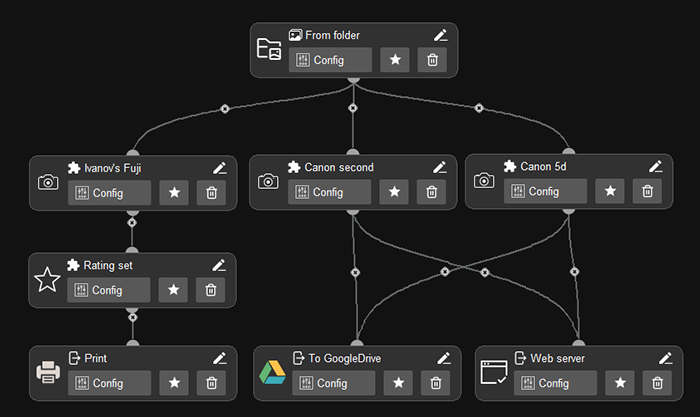 From folder
Config
Ivanov's Fuji
Config
Canon second
Config
Canon 5d
Config
Rating set
Config
Print
Config
To GoogleDrive
Config
Web server
Config